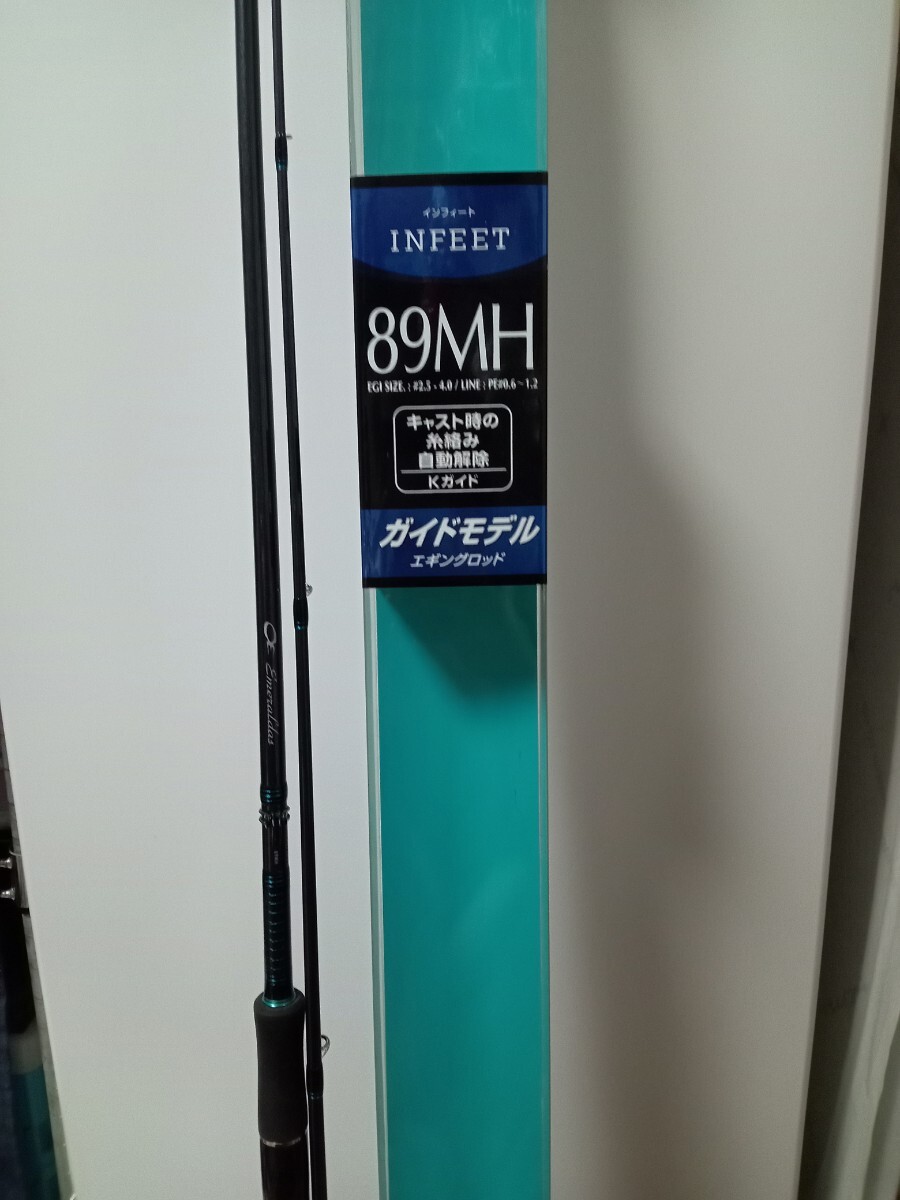 インフィート
INFEET
89MH
EGI SIZE. : #2.5 - 4.0 / LINE : PE#0.6～1.2
キャスト時の
糸絡み
自動解除
Kガイド
ガイドモデル
エギングロッド
Emeraldas